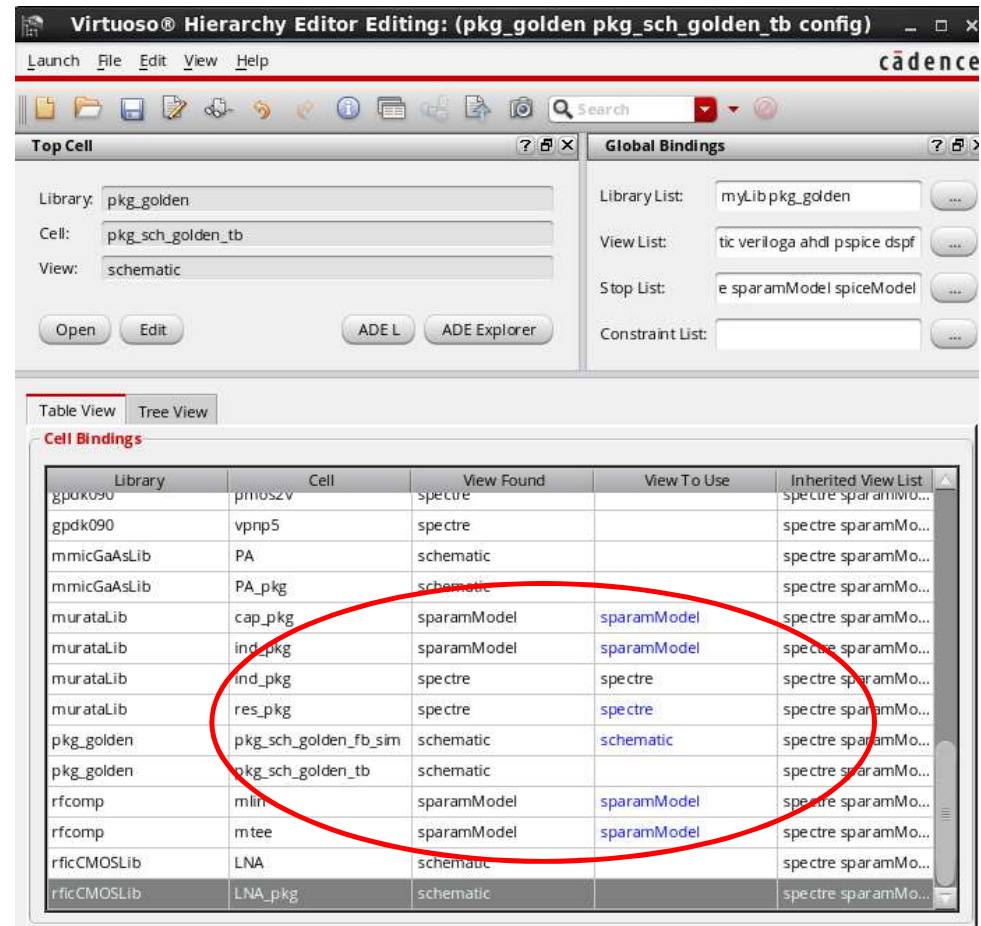 Virtuoso® Hierarchy Editor Editing: (pkg_golden pkg_sch_golden_tb config)
Launch File Edit View Help cādence
Search
Top Cell
Library: pkg_golden
Cell: pkg_sch_golden_tb
View: schematic
Open Edit ADE L ADE Explorer
Global Bindings
Library List: myLib pkg_golden ...
View List: tic veriloga ahdl pspice dspf ...
Stop List: e sparamModel spiceModel ...
Constraint List: ...
Table View Tree View
Cell Bindings
Library Cell View Found View To Use Inherited View List
gpdk090 pmos2v spectre spectre sparamMo...
gpdk090 vpnp5 spectre spectre sparamMo...
mmicGaAsLib PA schematic spectre sparamMo...
mmicGaAsLib PA_pkg schematic spectre sparamMo...
murataLib cap_pkg sparamModel sparamModel spectre sparamMo...
murataLib ind_pkg sparamModel sparamModel spectre sparamMo...
murataLib ind_pkg spectre spectre spectre sparamMo...
murataLib res_pkg spectre spectre spectre sparamMo...
pkg_golden pkg_sch_golden_fb_sim schematic schematic spectre sparamMo...
pkg_golden pkg_sch_golden_tb schematic spectre sparamMo...
rfcomp mlin sparamModel sparamModel spectre sparamMo...
rfcomp mtee sparamModel sparamModel spectre sparamMo...
rficCMOSLib LNA schematic spectre sparamMo...
rficCMOSLib LNA_pkg schematic spectre sparamMo...